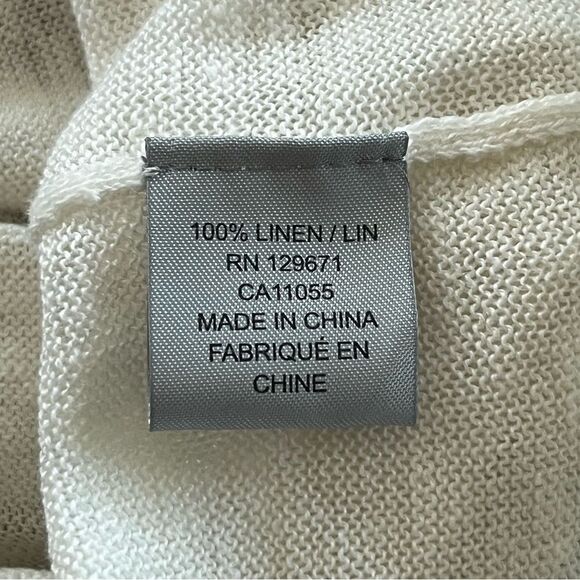 100% LINEN / LIN
RN 129671
CA11055
MADE IN CHINA
FABRIQUÉ EN
CHINE